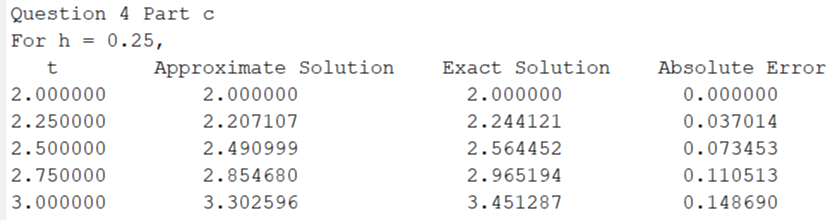 Question 4 Part c
For h = 0.25,
t Approximate Solution Exact Solution Absolute Error
2.000000 2.000000 2.000000 0.000000
2.250000 2.207107 2.244121 0.037014
2.500000 2.490999 2.564452 0.073453
2.750000 2.854680 2.965194 0.110513
3.000000 3.302596 3.451287 0.148690